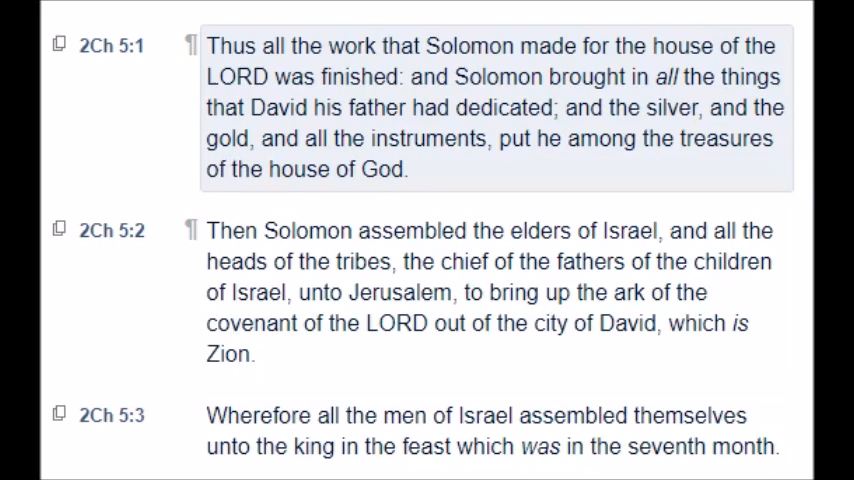 2Ch 5:1 ¶ Thus all the work that Solomon made for the house of the
LORD was finished: and Solomon brought in all the things
that David his father had dedicated; and the silver, and the
gold, and all the instruments, put he among the treasures
of the house of God.
2Ch 5:2 ¶ Then Solomon assembled the elders of Israel, and all the
heads of the tribes, the chief of the fathers of the children
of Israel, unto Jerusalem, to bring up the ark of the
covenant of the LORD out of the city of David, which is
Zion.
2Ch 5:3 Wherefore all the men of Israel assembled themselves
unto the king in the feast which was in the seventh month.